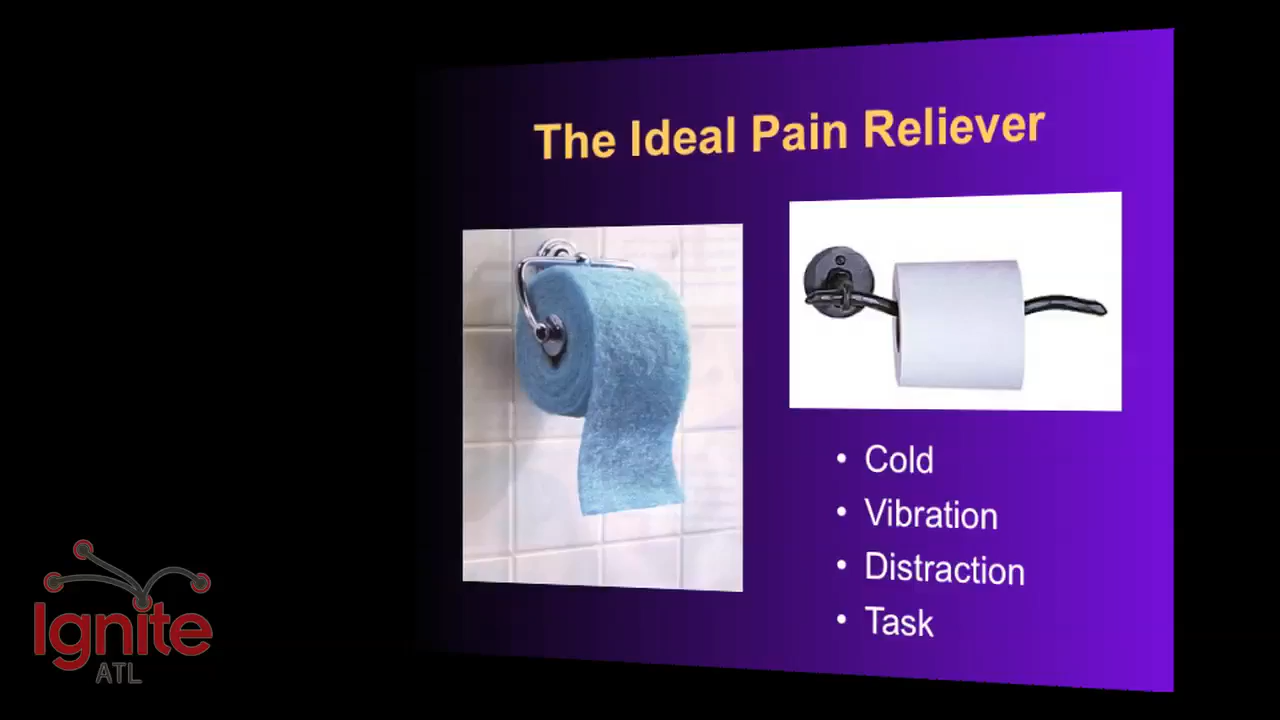 The Ideal Pain Reliever
• Cold
• Vibration
• Distraction
• Task
Ignite
ATL